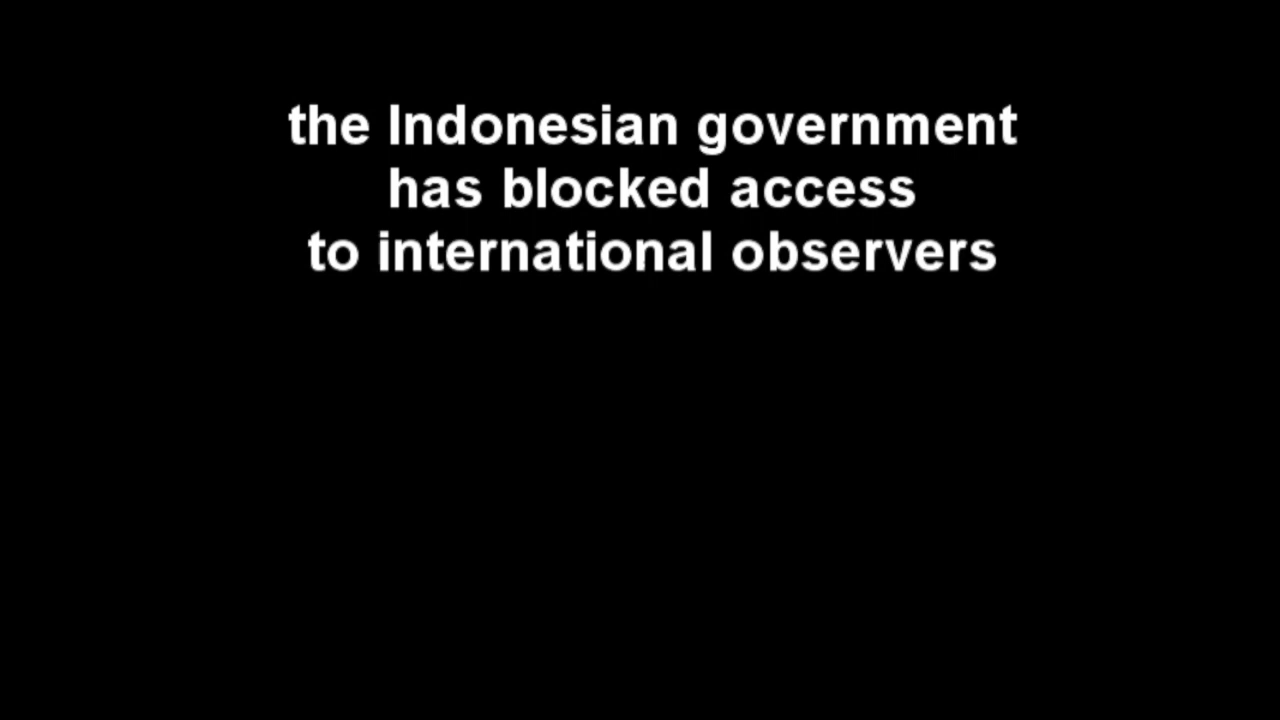 the Indonesian government
has blocked access
to international observers